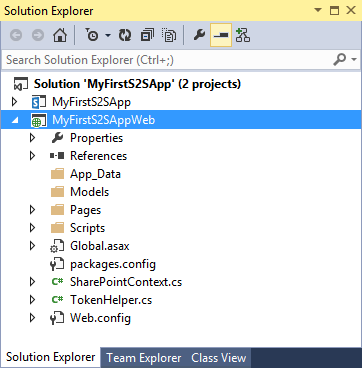 Solution Explorer
Search Solution Explorer (Ctrl+;)
Solution 'MyFirstS2SApp' (2 projects)
MyFirstS2SApp
MyFirstS2SAppWeb
Properties
References
App_Data
Models
Pages
Scripts
Global.asax
packages.config
C# SharePointContext.cs
C# TokenHelper.cs
Web.config
Solution Explorer Team Explorer Class View